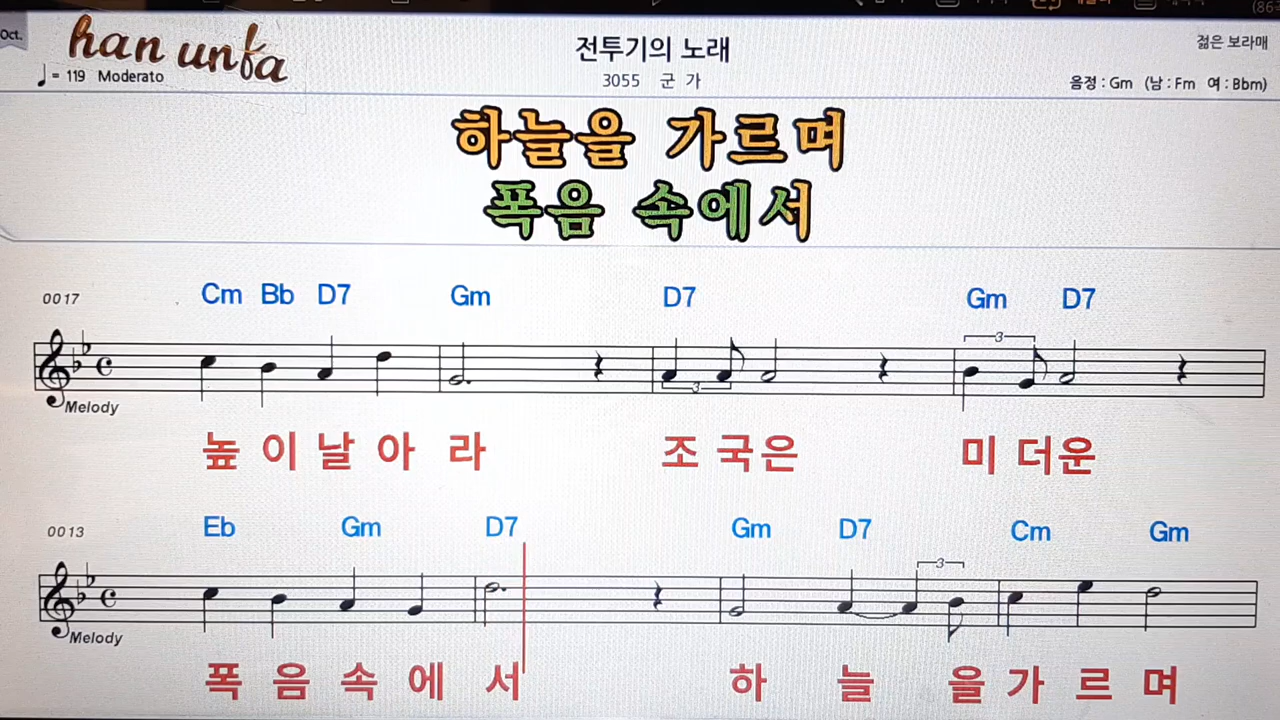 Oct.
han unfa
= 119 Moderato
전투기의 노래
3055 군 가
젊은 보라매
음정 : Gm (남 : Fm 여 : Bbm)
하늘을 가르며
폭음 속에서
0017
Cm Bb D7 Gm D7 Gm D7
3 3
Melody
높 이 날 아 라 조 국 은 미 더 운
0013
Eb Gm D7 Gm D7 Cm Gm
3
Melody
폭 음 속 에 서 하 늘 을 가 르 며